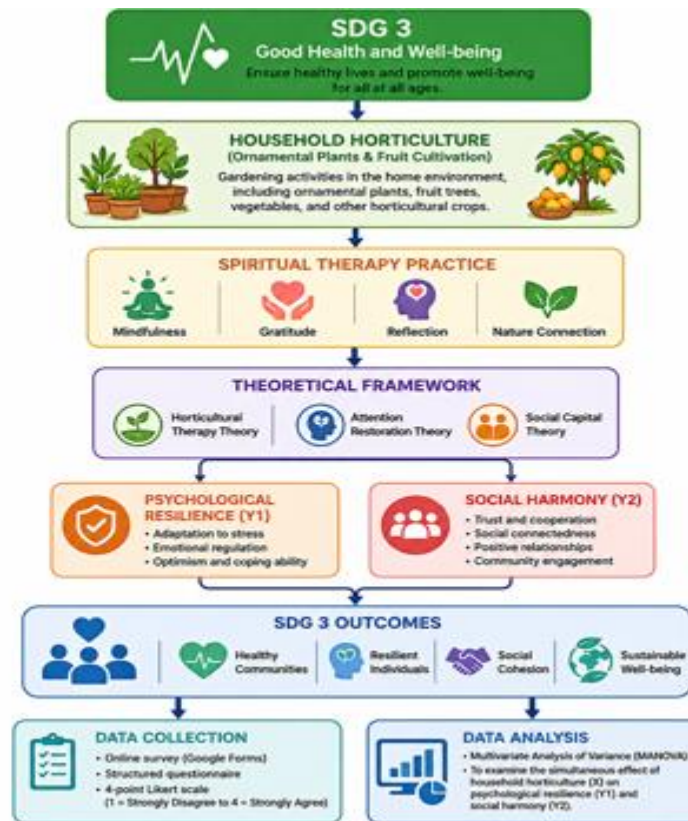 SDG 3
Good Health and Well-being
Ensure healthy lives and promote well-being
for all at all ages.
HOUSEHOLD HORTICULTURE
(Ornamental Plants & Fruit Cultivation)
Gardening activities in the home environment,
including ornamental plants, fruit trees,
vegetables, and other horticultural crops.
SPIRITUAL THERAPY PRACTICE
Mindfulness
Gratitude
Reflection
Nature Connection
THEORETICAL FRAMEWORK
Horticultural
Therapy Theory
Attention
Restoration Theory
Social Capital
Theory
PSYCHOLOGICAL
RESILIENCE (Y1)
• Adaptation to stress
• Emotional regulation
• Optimism and coping ability
SOCIAL HARMONY (Y2)
• Trust and cooperation
• Social connectedness
• Positive relationships
• Community engagement
SDG 3 OUTCOMES
Healthy
Communities
Resilient
Individuals
Social
Cohesion
Sustainable
Well-being
DATA COLLECTION
• Online survey (Google Forms)
• Structured questionnaire
• 4-point Likert scale
(1 = Strongly Disagree to 4 = Strongly Agree)
DATA ANALYSIS
• Multivariate Analysis of Variance (MANOVA)
• To examine the simultaneous effect of
household horticulture (X) on
psychological resilience (Y1) and
social harmony (Y2).